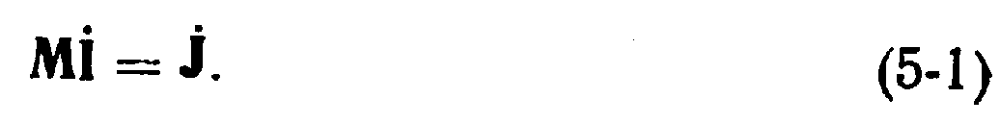 Mİ = J̇. (5-1)